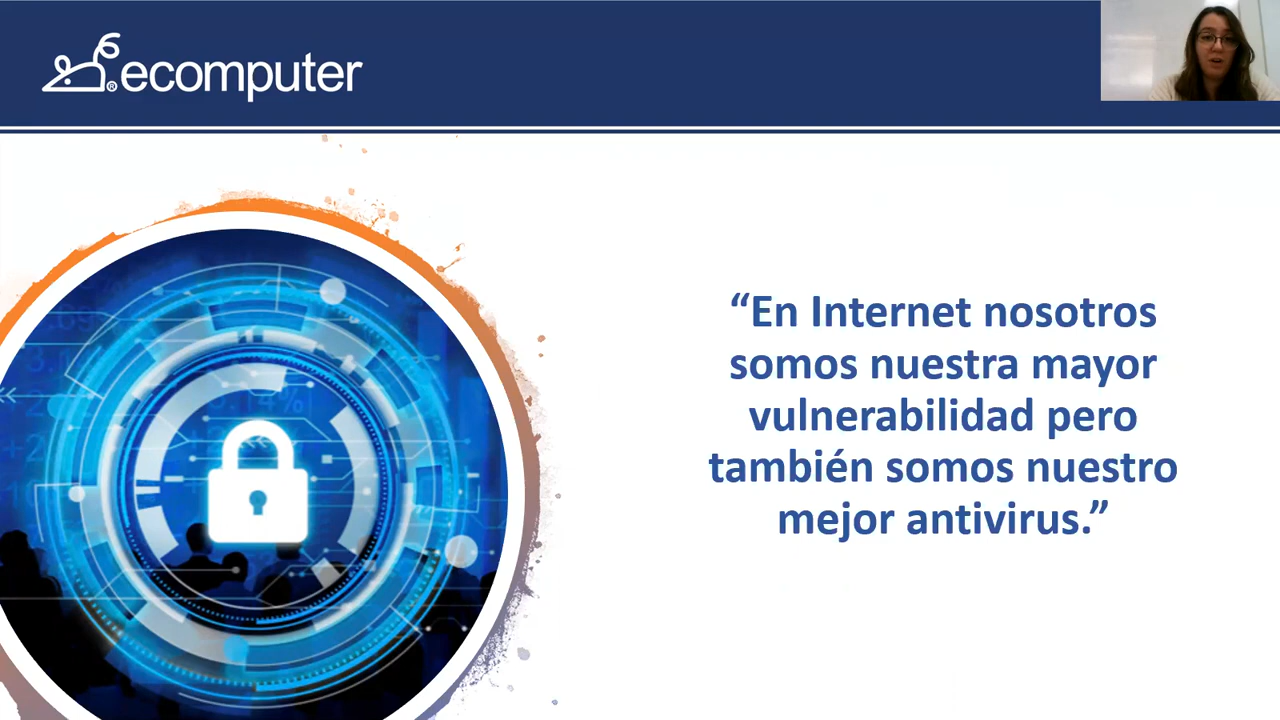 ecomputer
“En Internet nosotros
somos nuestra mayor
vulnerabilidad pero
también somos nuestro
mejor antivirus.”